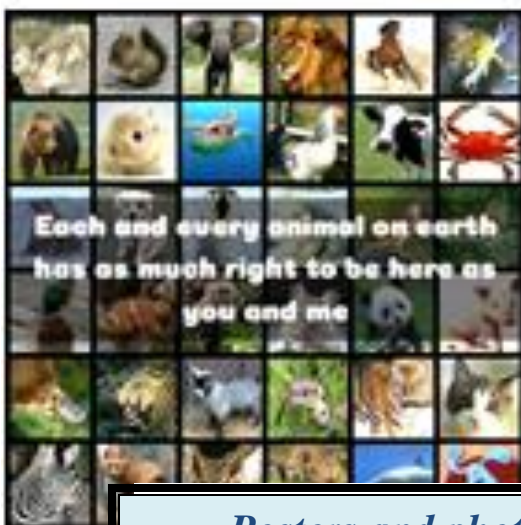 Each and every animal on earth
has as much right to be here as
you and me
Posters and